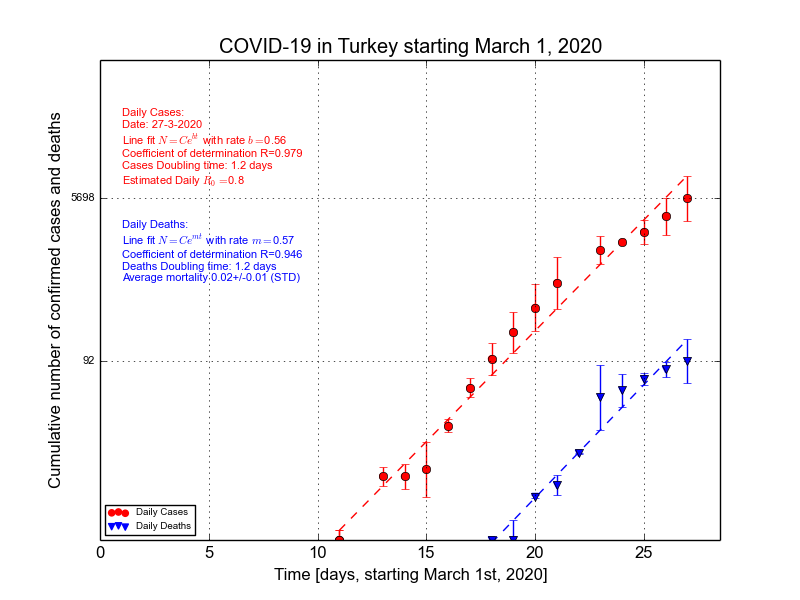 COVID-19 in Turkey starting March 1, 2020
Daily Cases:
Date: 27-3-2020
Line fit N = Ce^{bt} with rate b = 0.56
Coefficient of determination R=0.979
Cases Doubling time: 1.2 days
Estimated Daily R_0 = 0.8
5698
Daily Deaths:
Line fit N = Ce^{mt} with rate m = 0.57
Coefficient of determination R=0.946
Deaths Doubling time: 1.2 days
Average mortality 0.02+/-0.01 (STD)
92
Cumulative number of confirmed cases and deaths
Daily Cases
Daily Deaths
0 5 10 15 20 25
Time [days, starting March 1st, 2020]